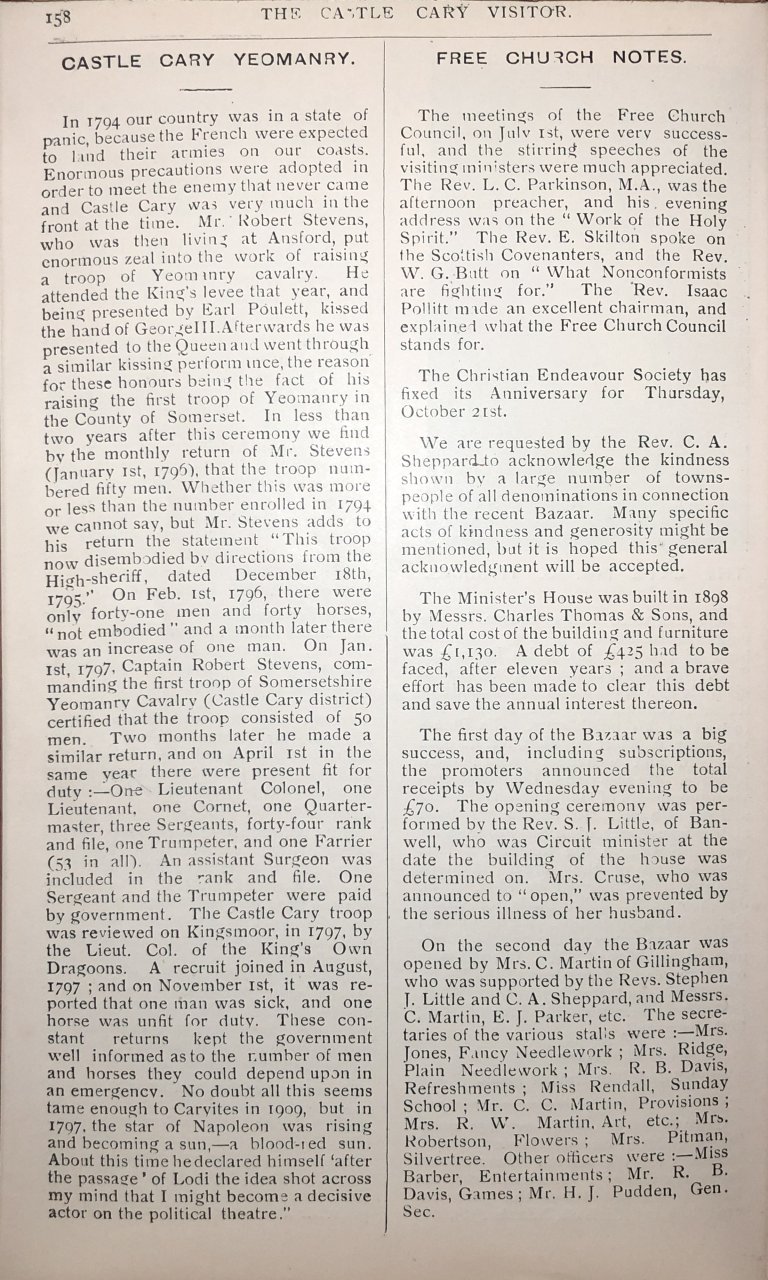 158
THE CASTLE CARY VISITOR.
CASTLE CARY YEOMANRY.
In 1794 our country was in a state of
panic, because the French were expected
to land their armies on our coasts.
Enormous precautions were adopted in
order to meet the enemy that never came
and Castle Cary was very much in the
front at the time. Mr. Robert Stevens,
who was then living at Ansford, put
enormous zeal into the work of raising
a troop of Yeomanry cavalry. He
attended the King's levee that year, and
being presented by Earl Poulett, kissed
the hand of George III. Afterwards he was
presented to the Queen and went through
a similar kissing performance, the reason
for these honours being the fact of his
raising the first troop of Yeomanry in
the County of Somerset. In less than
two years after this ceremony we find
by the monthly return of Mr. Stevens
(January 1st, 1796), that the troop num-
bered fifty men. Whether this was more
or less than the number enrolled in 1794
we cannot say, but Mr. Stevens adds to
his return the statement "This troop
now disembodied by directions from the
High-sheriff, dated December 18th,
1795." On Feb. 1st, 1796, there were
only forty-one men and forty horses,
"not embodied" and a month later there
was an increase of one man. On Jan.
1st, 1797, Captain Robert Stevens, com-
manding the first troop of Somersetshire
Yeomanry Cavalry (Castle Cary district)
certified that the troop consisted of 50
men. Two months later he made a
similar return, and on April 1st in the
same year there were present fit for
duty :—One Lieutenant Colonel, one
Lieutenant, one Cornet, one Quarter-
master, three Sergeants, forty-four rank
and file, one Trumpeter, and one Farrier
(53 in all). An assistant Surgeon was
included in the rank and file. One
Sergeant and the Trumpeter were paid
by government. The Castle Cary troop
was reviewed on Kingsmoor, in 1797, by
the Lieut. Col. of the King's Own
Dragoons. A recruit joined in August,
1797 ; and on November 1st, it was re-
ported that one man was sick, and one
horse was unfit for duty. These con-
stant returns kept the government
well informed as to the number of men
and horses they could depend upon in
an emergency. No doubt all this seems
tame enough to Caryites in 1909, but in
1797, the star of Napoleon was rising
and becoming a sun,—a blood-red sun.
About this time he declared himself 'after
the passage' of Lodi the idea shot across
my mind that I might become a decisive
actor on the political theatre."
FREE CHURCH NOTES.
The meetings of the Free Church
Council, on July 1st, were very success-
ful, and the stirring speeches of the
visiting ministers were much appreciated.
The Rev. L. C. Parkinson, M.A., was the
afternoon preacher, and his evening
address was on the "Work of the Holy
Spirit." The Rev. E. Skilton spoke on
the Scottish Covenanters, and the Rev.
W. G. Butt on "What Nonconformists
are fighting for." The Rev. Isaac
Pollitt made an excellent chairman, and
explained what the Free Church Council
stands for.
The Christian Endeavour Society has
fixed its Anniversary for Thursday,
October 21st.
We are requested by the Rev. C. A.
Sheppard to acknowledge the kindness
shown by a large number of towns-
people of all denominations in connection
with the recent Bazaar. Many specific
acts of kindness and generosity might be
mentioned, but it is hoped this general
acknowledgment will be accepted.
The Minister's House was built in 1898
by Messrs. Charles Thomas & Sons, and
the total cost of the building and furniture
was £1,130. A debt of £425 had to be
faced, after eleven years ; and a brave
effort has been made to clear this debt
and save the annual interest thereon.
The first day of the Bazaar was a big
success, and, including subscriptions,
the promoters announced the total
receipts by Wednesday evening to be
£70. The opening ceremony was per-
formed by the Rev. S. J. Little, of Ban-
well, who was Circuit minister at the
date the building of the house was
determined on. Mrs. Cruse, who was
announced to "open," was prevented by
the serious illness of her husband.
On the second day the Bazaar was
opened by Mrs. C. Martin of Gillingham,
who was supported by the Revs. Stephen
J. Little and C. A. Sheppard, and Messrs.
C. Martin, E. J. Parker, etc. The secre-
taries of the various stalls were :—Mrs.
Jones, Fancy Needlework ; Mrs. Ridge,
Plain Needlework ; Mrs. R. B. Davis,
Refreshments ; Miss Rendall, Sunday
School ; Mr. C. C. Martin, Provisions ;
Mrs. R. W. Martin, Art, etc.; Mrs.
Robertson, Flowers ; Mrs. Pitman,
Silvertree. Other officers were :—Miss
Barber, Entertainments ; Mr. R. B.
Davis, Games ; Mr. H. J. Pudden, Gen.
Sec.